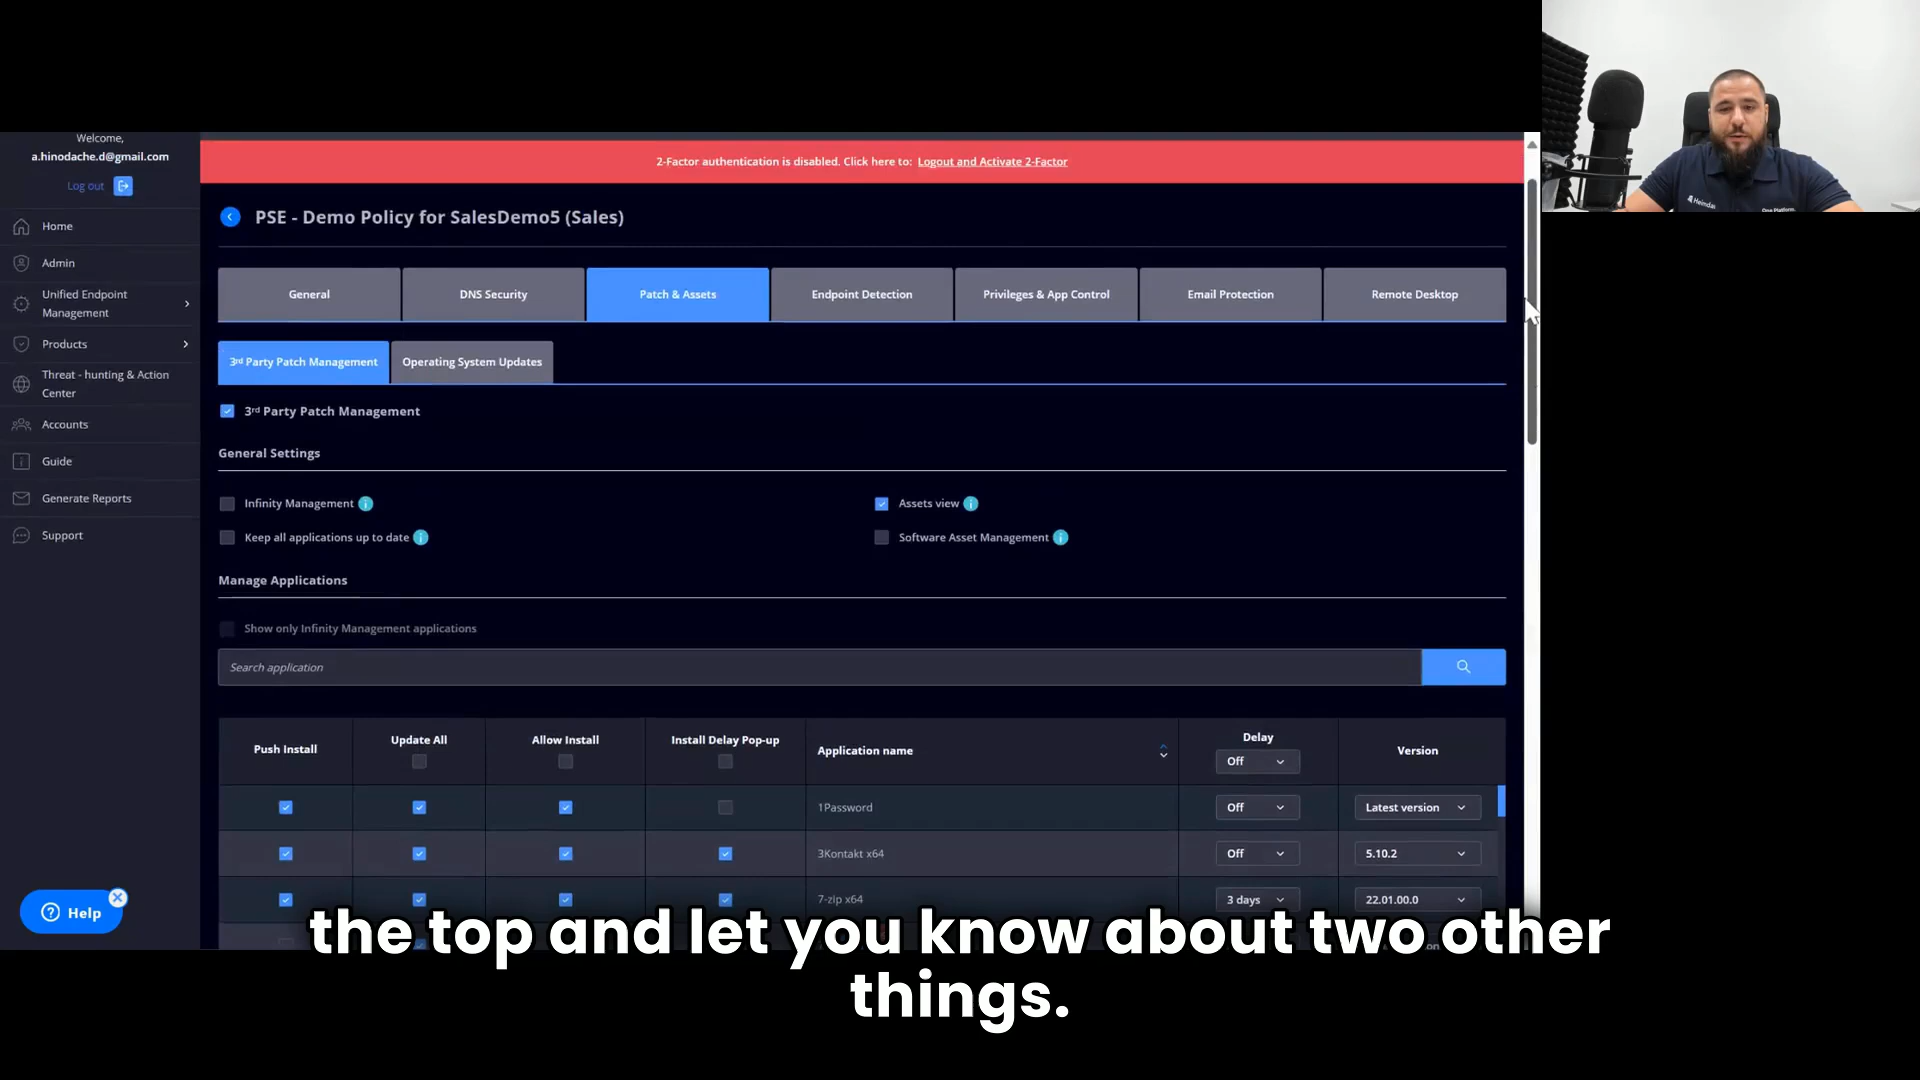 Welcome,
a.hinodache.d@gmail.com
Log out
Home
Admin
Unified Endpoint
Management
Products
Threat - hunting & Action
Center
Accounts
Guide
Generate Reports
Support
Help
2-Factor authentication is disabled. Click here to: Logout and Activate 2-Factor
PSE - Demo Policy for SalesDemo5 (Sales)
General DNS Security Patch & Assets Endpoint Detection Privileges & App Control Email Protection Remote Desktop
3rd Party Patch Management Operating System Updates
3rd Party Patch Management
General Settings
Infinity Management Assets view
Keep all applications up to date Software Asset Management
Manage Applications
Show only Infinity Management applications
Search application
Push Install Update All Allow Install Install Delay Pop-up Application name Delay Off Version
1Password Off Latest version
3Kontakt x64 Off 5.10.2
7-zip x64 3 days 22.01.00.0
the top and let you know about two other
things.